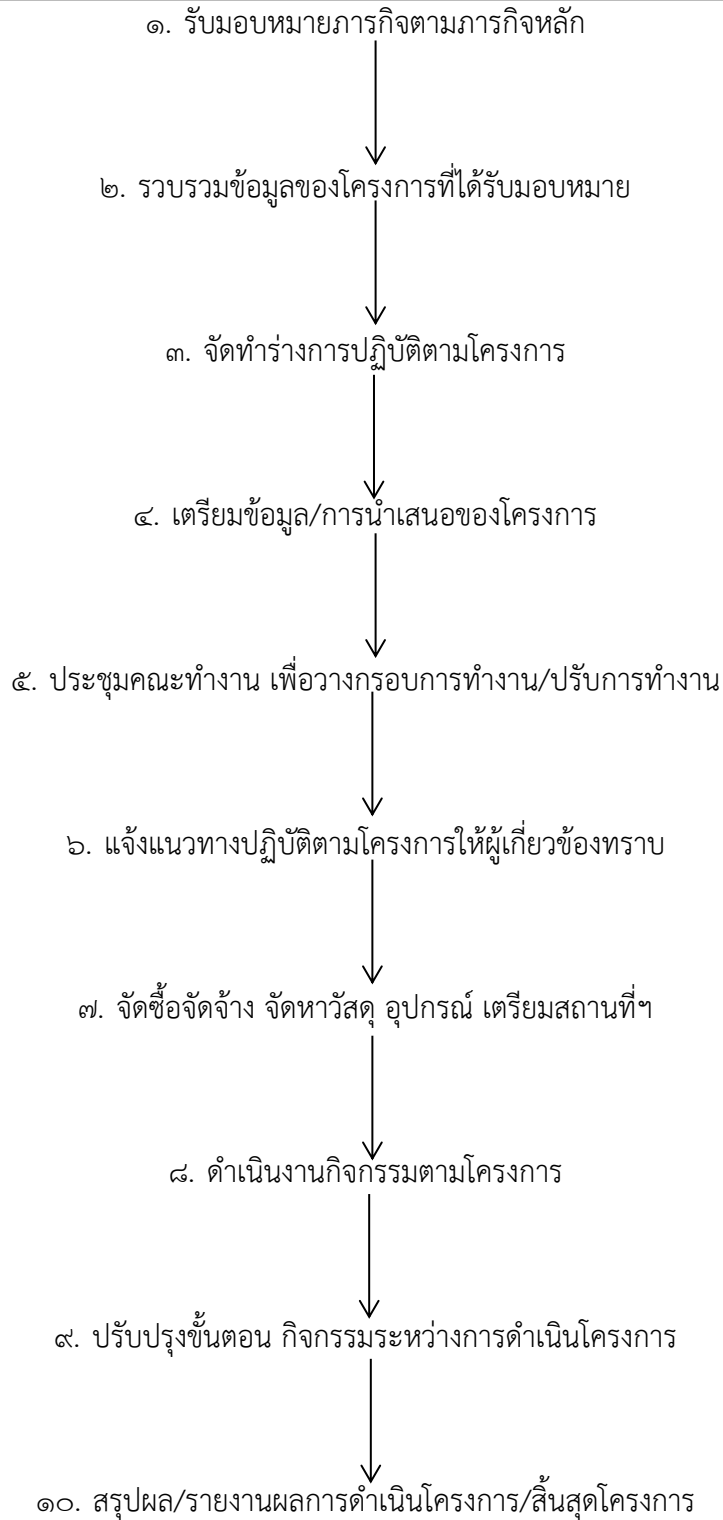 ๑. รับมอบหมายภารกิจตามภารกิจหลัก
๒. รวบรวมข้อมูลของโครงการที่ได้รับมอบหมาย
๓. จัดทำร่างการปฏิบัติตามโครงการ
๔. เตรียมข้อมูล/การนำเสนอของโครงการ
๕. ประชุมคณะทำงาน เพื่อวางกรอบการทำงาน/ปรับการทำงาน
๖. แจ้งแนวทางปฏิบัติตามโครงการให้ผู้เกี่ยวข้องทราบ
๗. จัดซื้อจัดจ้าง จัดหาวัสดุ อุปกรณ์ เตรียมสถานที่ฯ
๘. ดำเนินงานกิจกรรมตามโครงการ
๙. ปรับปรุงขั้นตอน กิจกรรมระหว่างการดำเนินโครงการ
๑๐. สรุปผล/รายงานผลการดำเนินโครงการ/สิ้นสุดโครงการ